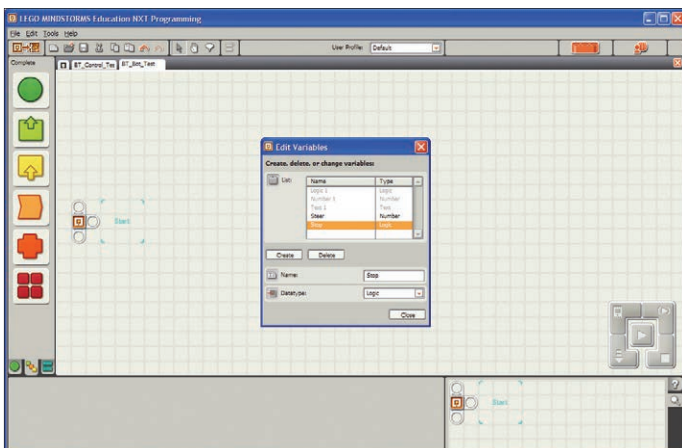 LEGO MINDSTORMS Education NXT Programming
File Edit Tools Help
User Profile: Default
Complete
BT_Control_Tes BT_Bot_Test
Start
Edit Variables
Create, delete, or change variables:
List:
Name Type
Logic 1 Logic
Number 1 Number
Text 1 Text
Steer Number
Stop Logic
Create Delete
Name: Stop
Datatype: Logic
Close
Start
?